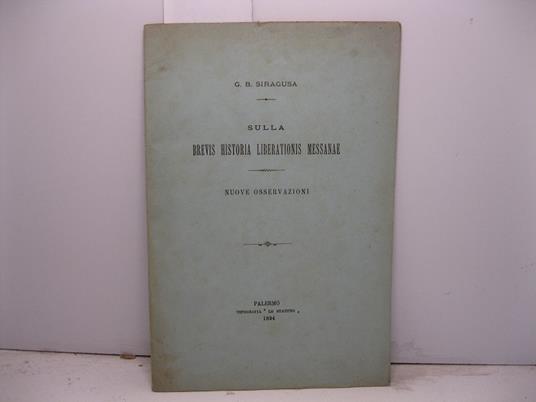 G. B. SIRAGUSA
SULLA
BREVIS HISTORIA LIBERATIONIS MESSANAE
NUOVE OSSERVAZIONI
PALERMO
TIPOGRAFIA " LO STATUTO "
1894